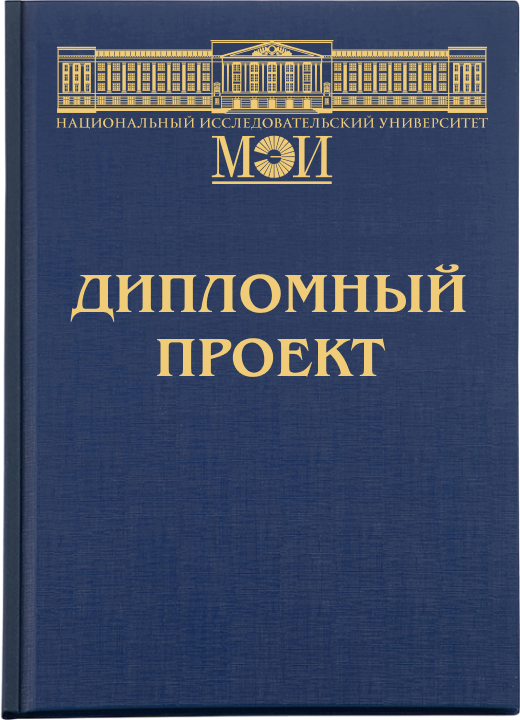 НАЦИОНАЛЬНЫЙ ИССЛЕДОВАТЕЛЬСКИЙ УНИВЕРСИТЕТ
МЭИ
ДИПЛОМНЫЙ
ПРОЕКТ